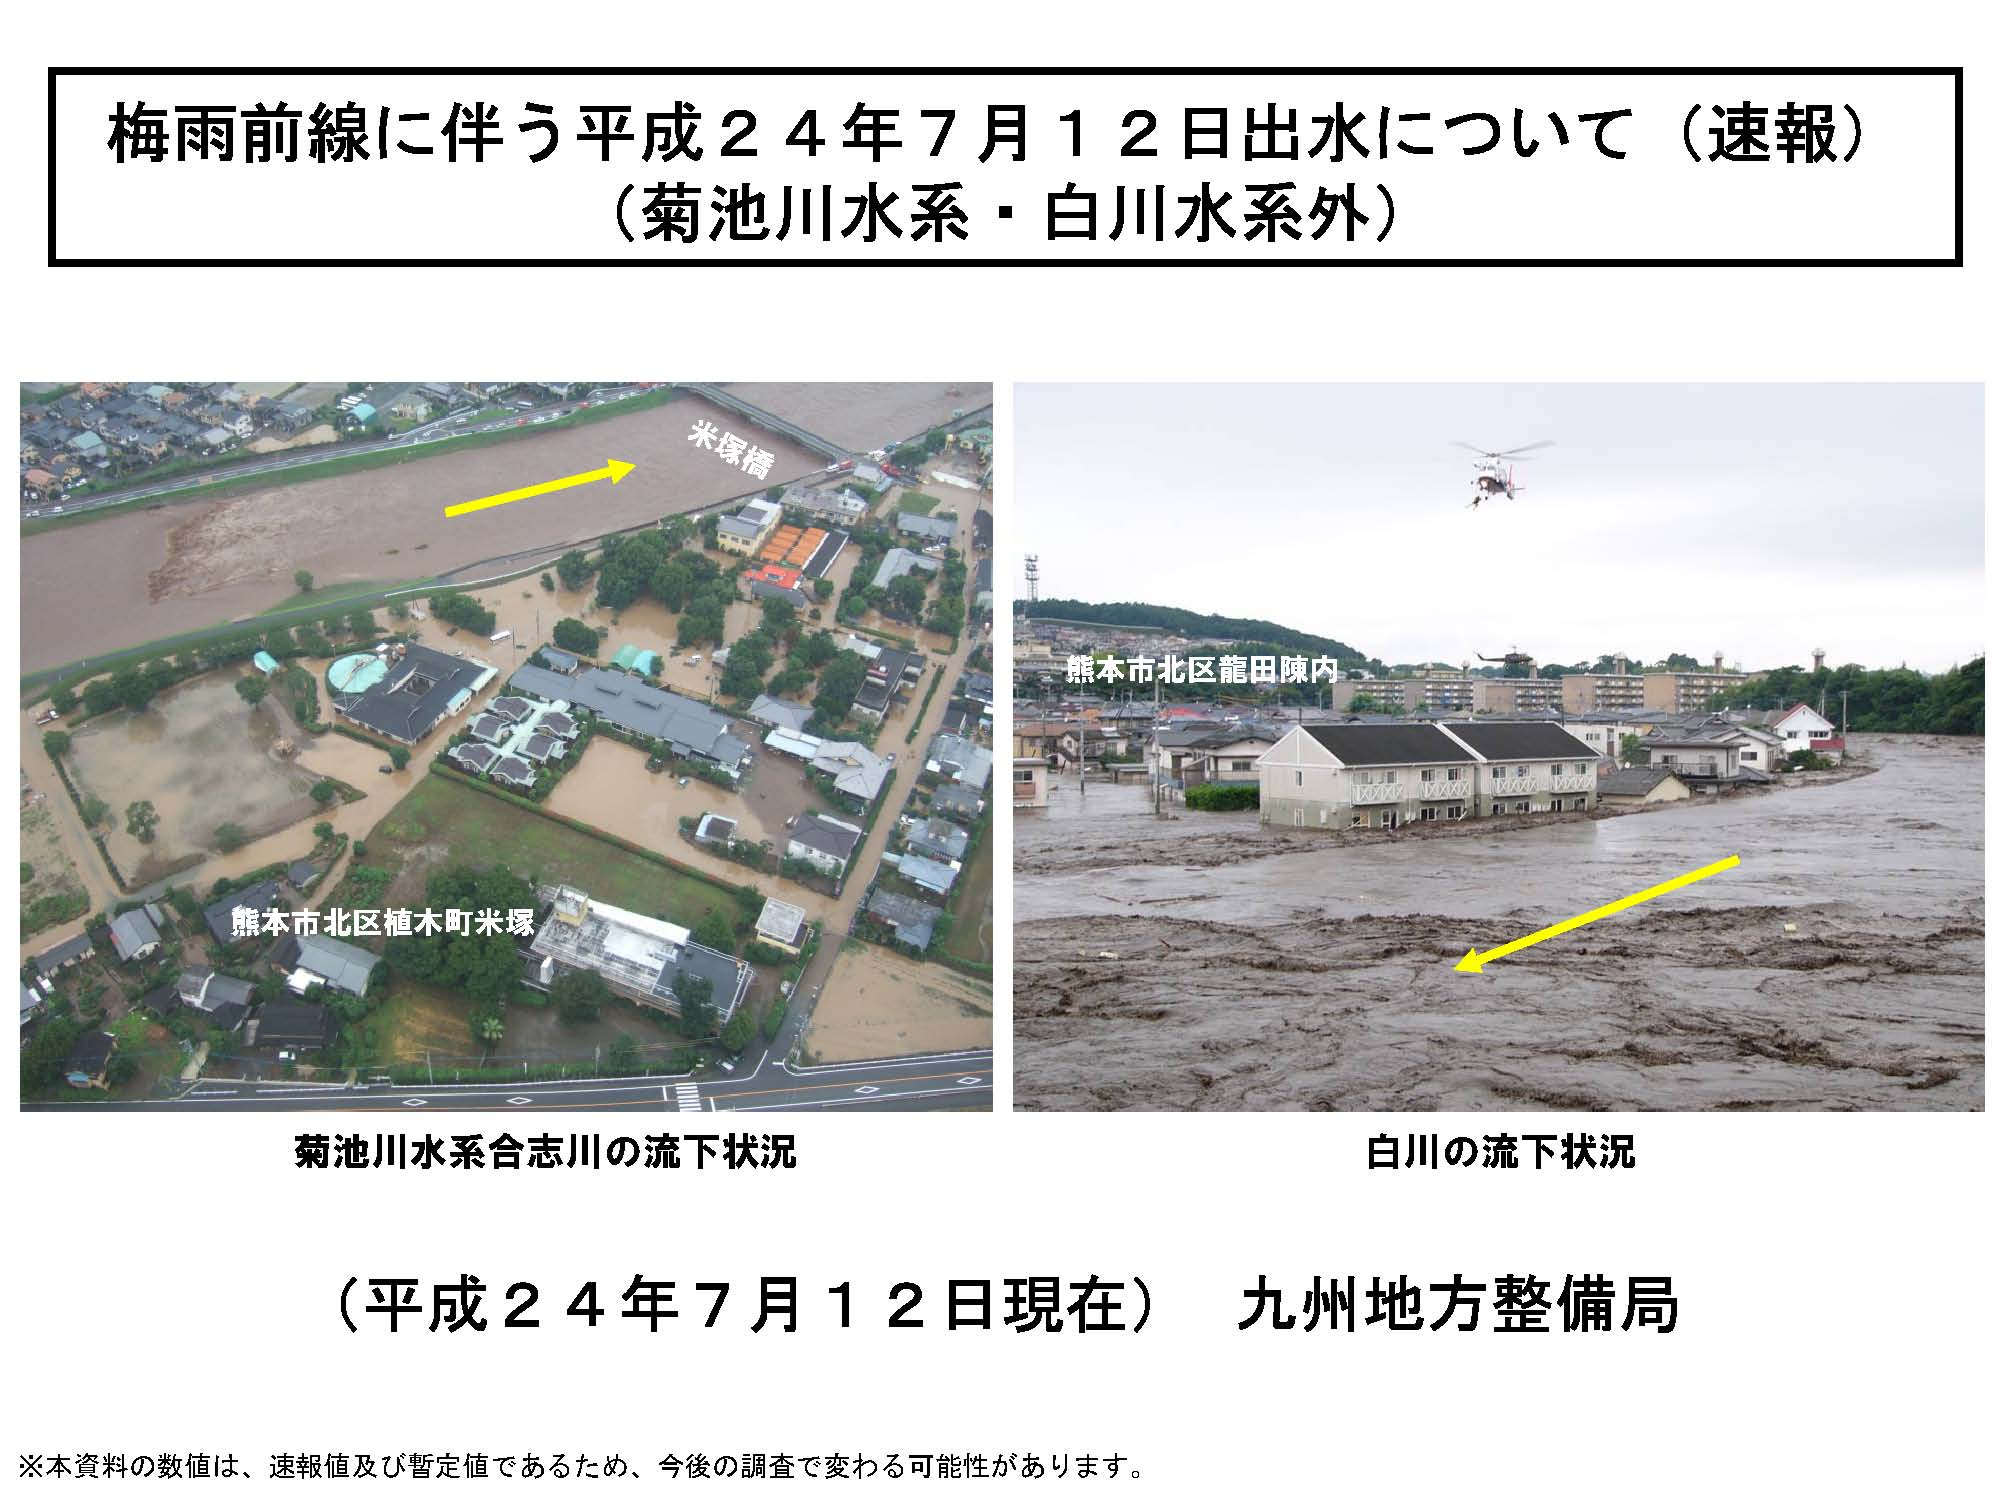 梅雨前線に伴う平成２４年７月１２日出水について（速報）
（菊池川水系・白川水系外）
米塚橋
熊本市北区植木町米塚
熊本市北区龍田陳内
菊池川水系合志川の流下状況
白川の流下状況
（平成２４年７月１２日現在）　九州地方整備局
※本資料の数値は、速報値及び暫定値であるため、今後の調査で変わる可能性があります。